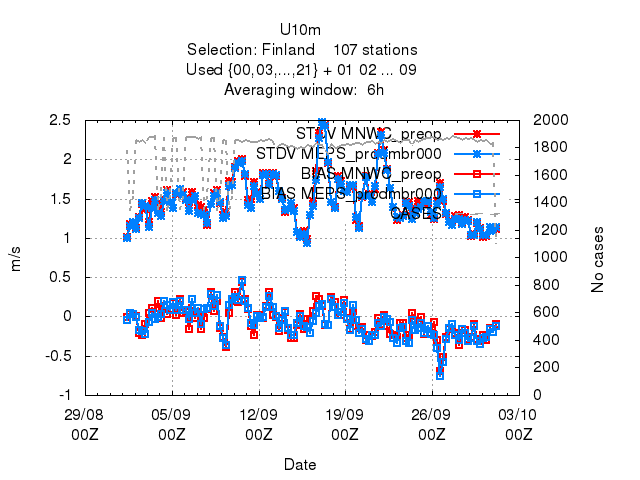 U10m
Selection: Finland 107 stations
Used {00,03,...,21} + 01 02 ... 09
Averaging window: 6h
2.5
2
1.5
1
0.5
0
-0.5
-1
m/s
2000
1800
1600
1400
1200
1000
800
600
400
200
0
No cases
STDV MNWC_preop
STDV MEPS_prodmbr000
BIAS MNWC_preop
BIAS MEPS_prodmbr000
CASES
29/08 05/09 12/09 19/09 26/09 03/10
00Z 00Z 00Z 00Z 00Z 00Z
Date